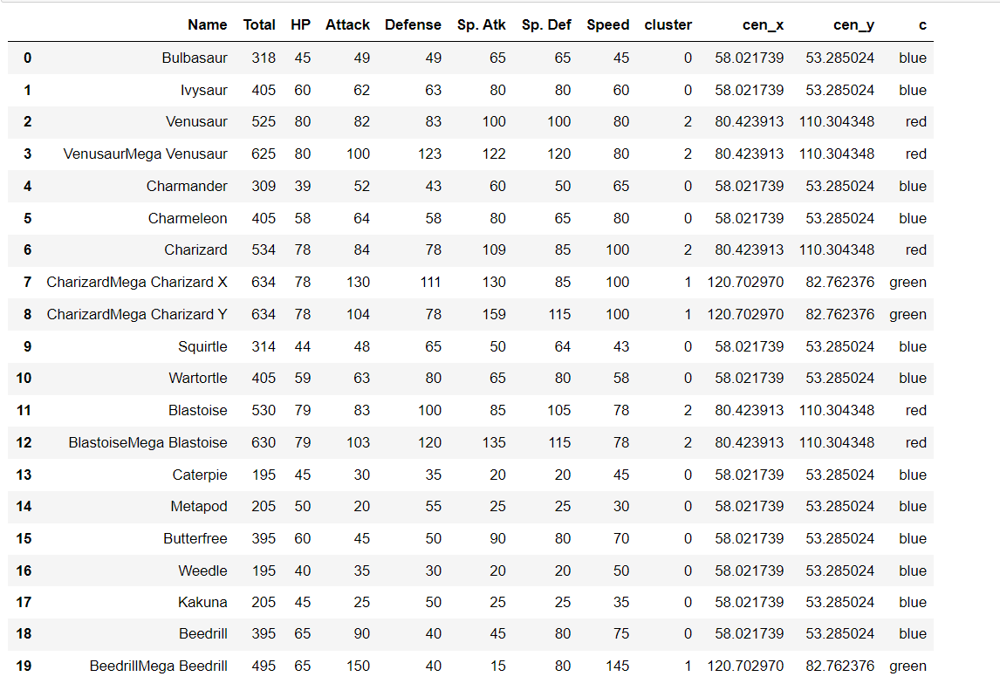 Name Total HP Attack Defense Sp. Atk Sp. Def Speed cluster cen_x cen_y c
0 Bulbasaur 318 45 49 49 65 65 45 0 58.021739 53.285024 blue
1 Ivysaur 405 60 62 63 80 80 60 0 58.021739 53.285024 blue
2 Venusaur 525 80 82 83 100 100 80 2 80.423913 110.304348 red
3 VenusaurMega Venusaur 625 80 100 123 122 120 80 2 80.423913 110.304348 red
4 Charmander 309 39 52 43 60 50 65 0 58.021739 53.285024 blue
5 Charmeleon 405 58 64 58 80 65 80 0 58.021739 53.285024 blue
6 Charizard 534 78 84 78 109 85 100 2 80.423913 110.304348 red
7 CharizardMega Charizard X 634 78 130 111 130 85 100 1 120.702970 82.762376 green
8 CharizardMega Charizard Y 634 78 104 78 159 115 100 1 120.702970 82.762376 green
9 Squirtle 314 44 48 65 50 64 43 0 58.021739 53.285024 blue
10 Wartortle 405 59 63 80 65 80 58 0 58.021739 53.285024 blue
11 Blastoise 530 79 83 100 85 105 78 2 80.423913 110.304348 red
12 BlastoiseMega Blastoise 630 79 103 120 135 115 78 2 80.423913 110.304348 red
13 Caterpie 195 45 30 35 20 20 45 0 58.021739 53.285024 blue
14 Metapod 205 50 20 55 25 25 30 0 58.021739 53.285024 blue
15 Butterfree 395 60 45 50 90 80 70 0 58.021739 53.285024 blue
16 Weedle 195 40 35 30 20 20 50 0 58.021739 53.285024 blue
17 Kakuna 205 45 25 50 25 25 35 0 58.021739 53.285024 blue
18 Beedrill 395 65 90 40 45 80 75 0 58.021739 53.285024 blue
19 BeedrillMega Beedrill 495 65 150 40 15 80 145 1 120.702970 82.762376 green